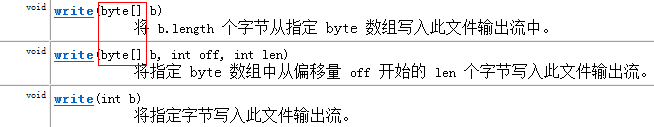 void write(byte[] b)
将 b.length 个字节从指定 byte 数组写入此文件输出流中。
void write(byte[] b, int off, int len)
将指定 byte 数组中从偏移量 off 开始的 len 个字节写入此文件输出流。
void write(int b)
将指定字节写入此文件输出流。